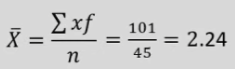 X̄ = ∑xf / n = 101 / 45 = 2.24